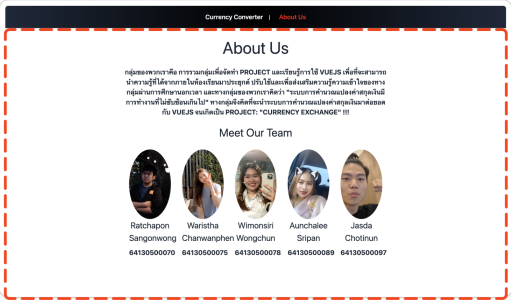 Currency Converter | About Us
About Us
กลุ่มของพวกเราคือ การรวมกลุ่มเพื่อจัดทำ PROJECT และเรียนรู้การใช้ VUEJS เพื่อที่จะสามารถ
นำความรู้ที่ได้จากภายในห้องเรียนมาประยุกต์ ปรับใช้และเพื่อส่งเสริมความรู้ความเข้าใจของทาง
กลุ่มผ่านการศึกษานอกเวลา และทางกลุ่มของพวกเราคิดว่า "ระบบการคำนวณแปลงค่าสกุลเงินมี
การทำงานที่ไม่ซับซ้อนเกินไป" ทางกลุ่มจึงคิดที่จะนำระบบการคำนวณแปลงค่าสกุลเงินมาต่อยอด
กับ VUEJS จนเกิดเป็น PROJECT: "CURRENCY EXCHANGE" !!!
Meet Our Team
Ratchapon Waristha Wimonsiri Aunchalee Jasda
Sangonwong Chanwanphen Wongchun Sripan Chotinun
64130500070 64130500075 64130500078 64130500089 64130500097